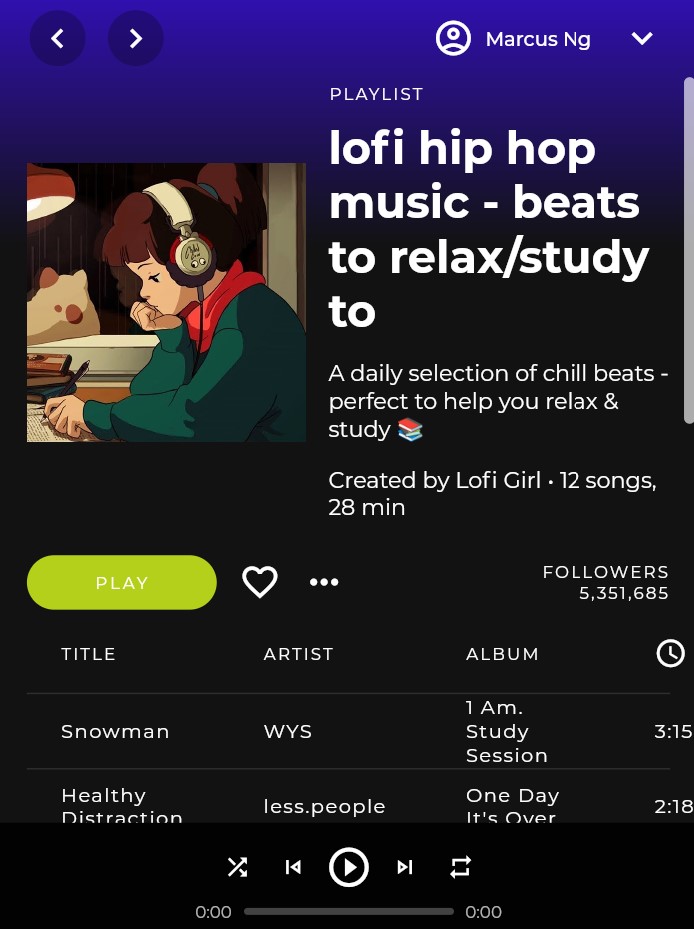 Marcus Ng
PLAYLIST
lofi hip hop
music - beats
to relax/study
to
A daily selection of chill beats -
perfect to help you relax &
study 📚
Created by Lofi Girl • 12 songs,
28 min
PLAY
FOLLOWERS
5,351,685
TITLE ARTIST ALBUM
Snowman WYS 1 Am. Study Session 3:15
Healthy Distraction less.people One Day It's Over 2:18
0:00 0:00